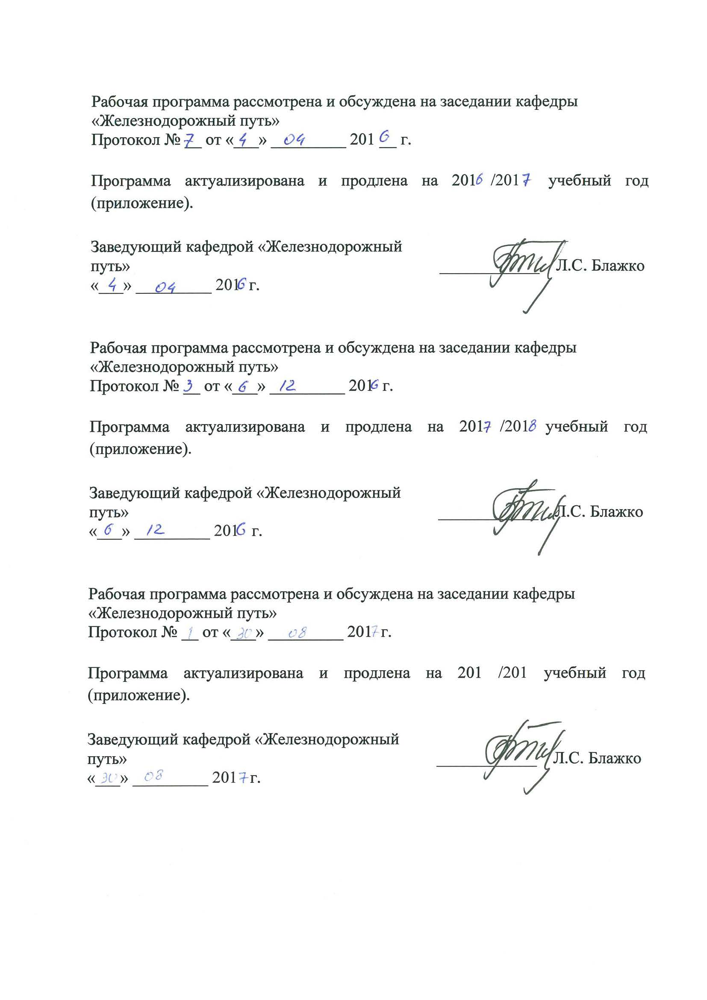 Рабочая программа рассмотрена и обсуждена на заседании кафедры
«Железнодорожный путь»
Протокол № 7 от «4» 04 2016 г.
Программа актуализирована и продлена на 2016 /2017 учебный год
(приложение).
Заведующий кафедрой «Железнодорожный
путь»
Л.С. Блажко
«4» 04 2016 г.
Рабочая программа рассмотрена и обсуждена на заседании кафедры
«Железнодорожный путь»
Протокол № 3 от «6» 12 2016 г.
Программа актуализирована и продлена на 2017 /2018 учебный год
(приложение).
Заведующий кафедрой «Железнодорожный
путь»
Л.С. Блажко
«6» 12 2016 г.
Рабочая программа рассмотрена и обсуждена на заседании кафедры
«Железнодорожный путь»
Протокол № 1 от «30» 08 2017 г.
Программа актуализирована и продлена на 201 /201 учебный год
(приложение).
Заведующий кафедрой «Железнодорожный
путь»
Л.С. Блажко
«30» 08 2017 г.